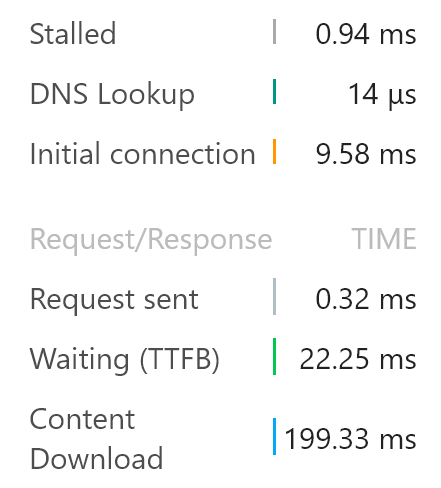 Stalled 0.94 ms
DNS Lookup 14 μs
Initial connection 9.58 ms
Request/Response TIME
Request sent 0.32 ms
Waiting (TTFB) 22.25 ms
Content
Download 199.33 ms